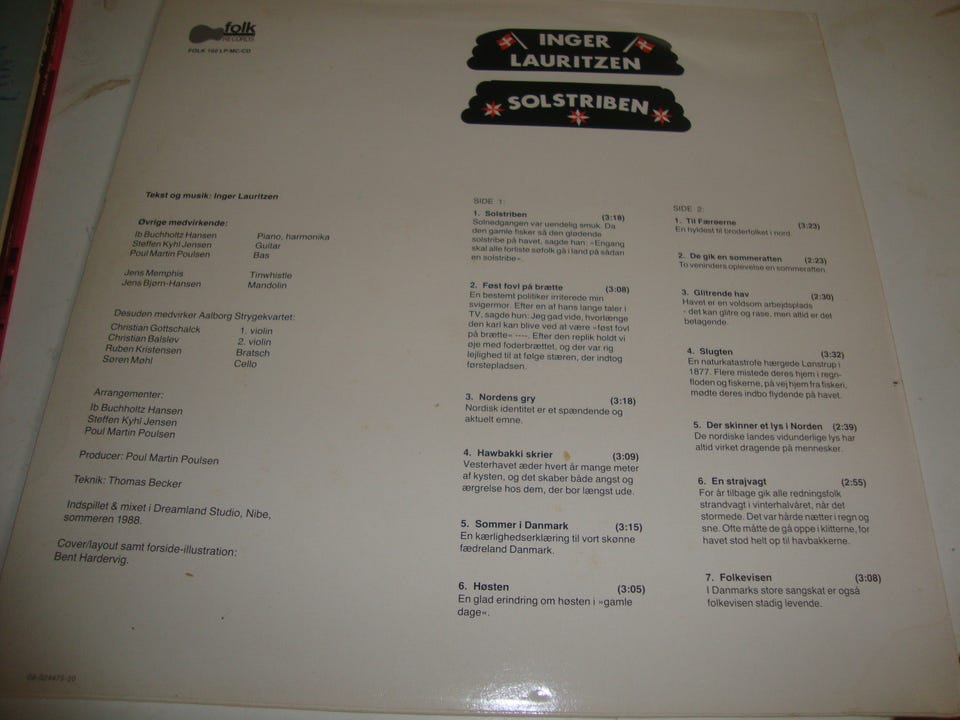 folk
RECORDS
FOLK 102 LP-MC-CD
INGER
LAURITZEN
SOLSTRIBEN
Tekst og musik: Inger Lauritzen
Øvrige medvirkende:
Ib Buchholtz Hansen Piano, harmonika
Steffen Kyhl Jensen Guitar
Poul Martin Poulsen Bas
Jens Memphis Tinwhistle
Jens Bjørn-Hansen Mandolin
Desuden medvirker Aalborg Strygekvartet:
Christian Gottschalck 1. violin
Christian Balslev 2. violin
Ruben Kristensen Bratsch
Søren Møhl Cello
Arrangementer:
Ib Buchholtz Hansen
Steffen Kyhl Jensen
Poul Martin Poulsen
Producer: Poul Martin Poulsen
Teknik: Thomas Becker
Indspillet & mixet i Dreamland Studio, Nibe,
sommeren 1988.
Cover/layout samt forside-illustration:
Bent Hardervig.
SIDE 1:
1. Solstriben (3:18)
Solnedgangen var uendelig smuk. Da
den gamle fisker så den glødende
solstribe på havet, sagde han: »Engang
skal alle forliste søfolk gå i land på sådan
en solstribe«.
2. Føst fovl på brætte (3:08)
En bestemt politiker irriterede min
svigermor. Efter en af hans lange taler i
TV, sagde hun: Jeg gad vide, hvorlænge
den karl kan blive ved at være »føst fovl
på brætte« ----. Efter den replik holdt vi
øje med foderbrættet, og der var rig
lejlighed til at følge stæren, der indtog
førstepladsen.
3. Nordens gry (3:18)
Nordisk identitet er et spændende og
aktuelt emne.
4. Hawbakki skrier (3:09)
Vesterhavet æder hvert år mange meter
af kysten, og det skaber både angst og
ærgrelse hos dem, der bor længst ude.
5. Sommer i Danmark (3:15)
En kærlighedserklæring til vort skønne
fædreland Danmark.
6. Høsten (3:05)
En glad erindring om høsten i »gamle
dage«.
SIDE 2:
1. Til Færøerne (3:23)
En hyldest til broderfolket i nord.
2. De gik en sommeraften (2:23)
To veninders oplevelse en sommeraften.
3. Glitrende hav (2:30)
Havet er en voldsom arbejdsplads
- det kan glitre og rase, men altid er det
betagende.
4. Slugten (3:32)
En naturkatastrofe hærgede Lønstrup i
1877. Flere mistede deres hjem i regn-
floden og fiskerne, på vej hjem fra fiskeri,
mødte deres indbo flydende på havet.
5. Der skinner et lys i Norden (2:39)
De nordiske landes vidunderlige lys har
altid virket dragende på mennesker.
6. En strajvagt (2:55)
For år tilbage gik alle redningsfolk
strandvagt i vinterhalvåret, når det
stormede. Det var hårde nætter i regn og
sne. Ofte måtte de gå oppe i klitterne, for
havet stod helt op til havbakkerne.
7. Folkevisen (3:08)
I Danmarks store sangskat er også
folkevisen stadig levende.